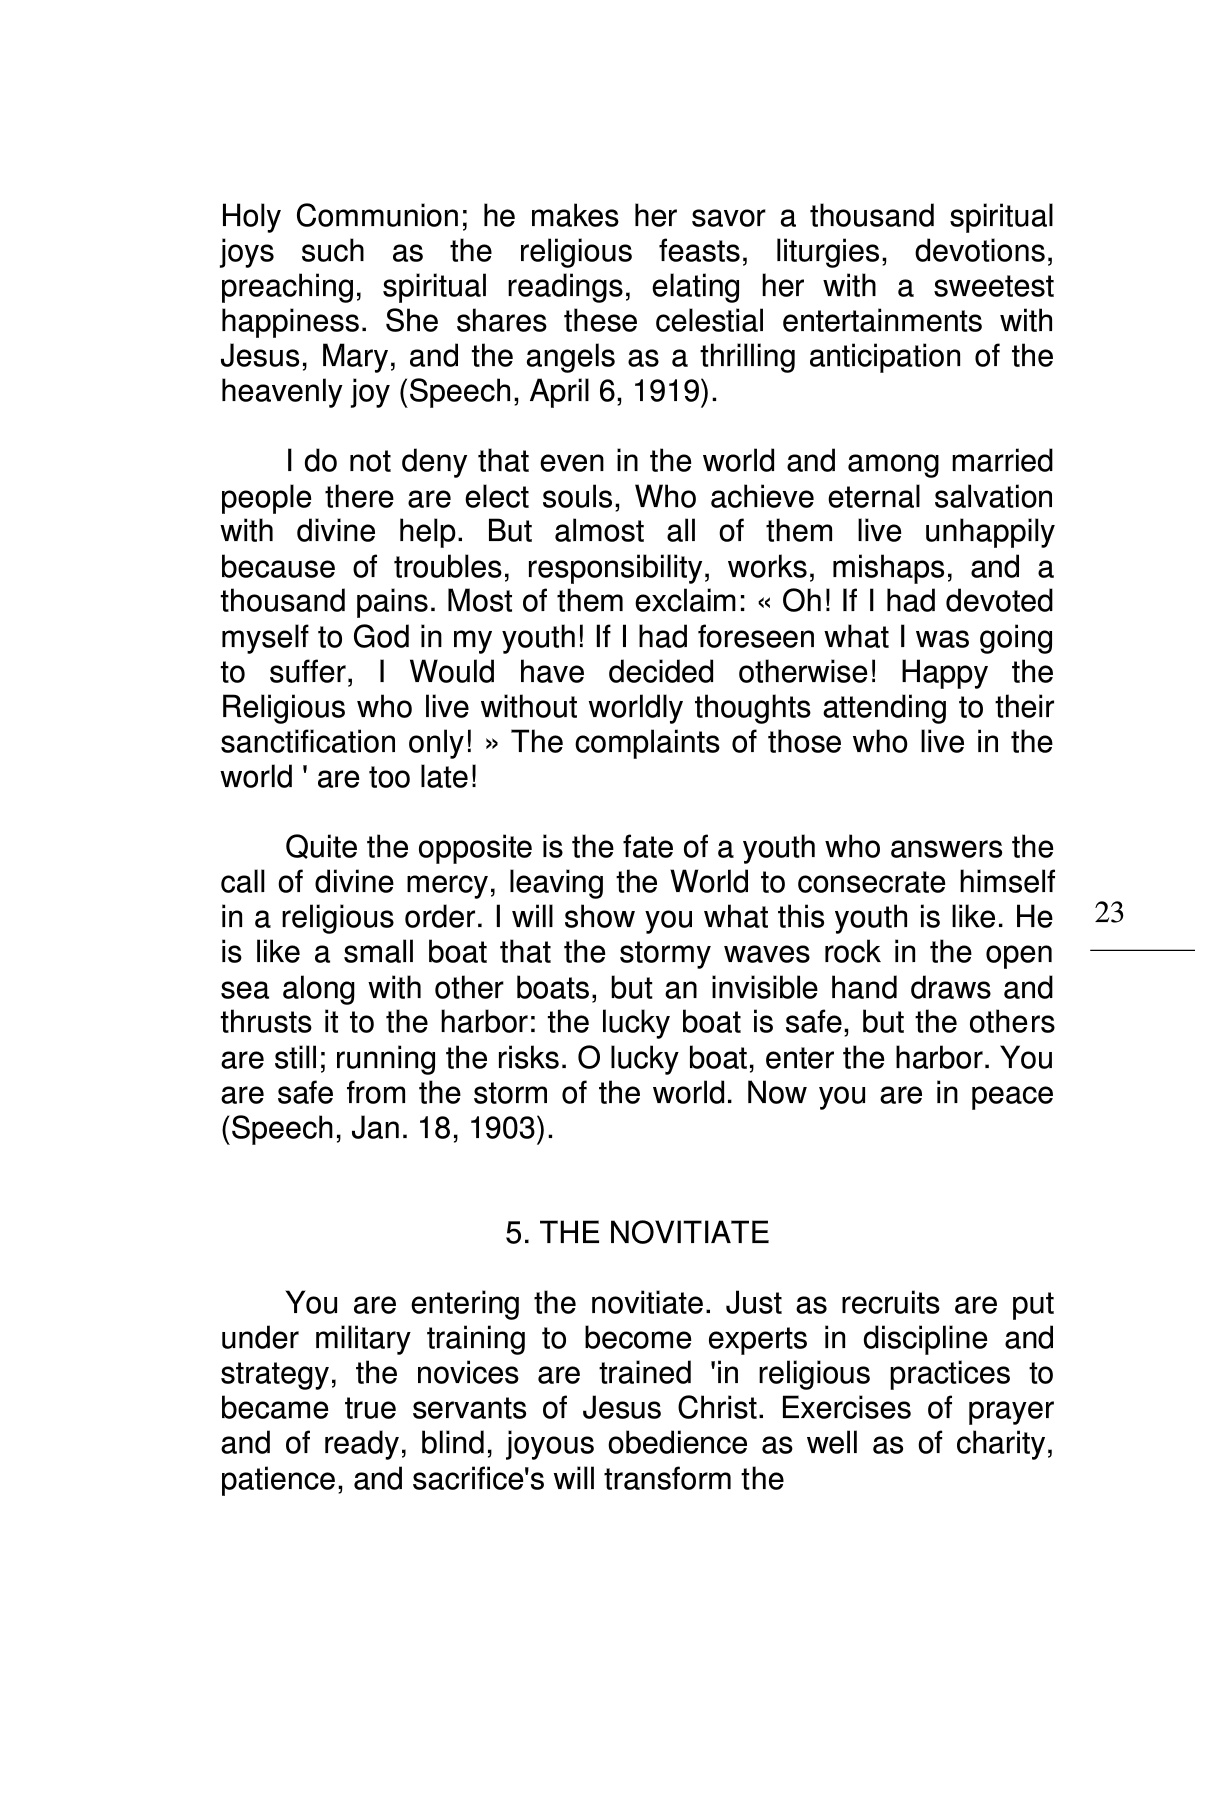 Holy Communion; he makes her savor a thousand spiritual
joys such as the religious feasts, liturgies, devotions,
preaching, spiritual readings, elating her with a sweetest
happiness. She shares these celestial entertainments with
Jesus, Mary, and the angels as a thrilling anticipation of the
heavenly joy (Speech, April 6, 1919).
I do not deny that even in the world and among married
people there are elect souls, Who achieve eternal salvation
with divine help. But almost all of them live unhappily
because of troubles, responsibility, works, mishaps, and a
thousand pains. Most of them exclaim: « Oh! If I had devoted
myself to God in my youth! If I had foreseen what I was going
to suffer, I Would have decided otherwise! Happy the
Religious who live without worldly thoughts attending to their
sanctification only! » The complaints of those who live in the
world ' are too late!
Quite the opposite is the fate of a youth who answers the
call of divine mercy, leaving the World to consecrate himself
in a religious order. I will show you what this youth is like. He
is like a small boat that the stormy waves rock in the open
sea along with other boats, but an invisible hand draws and
thrusts it to the harbor: the lucky boat is safe, but the others
are still; running the risks. O lucky boat, enter the harbor. You
are safe from the storm of the world. Now you are in peace
(Speech, Jan. 18, 1903).
23
5. THE NOVITIATE
You are entering the novitiate. Just as recruits are put
under military training to become experts in discipline and
strategy, the novices are trained 'in religious practices to
became true servants of Jesus Christ. Exercises of prayer
and of ready, blind, joyous obedience as well as of charity,
patience, and sacrifice's will transform the